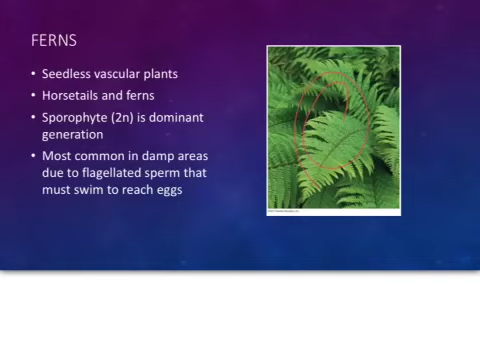 FERNS
• Seedless vascular plants
• Horsetails and ferns
• Sporophyte (2n) is dominant
generation
• Most common in damp areas
due to flagellated sperm that
must swim to reach eggs